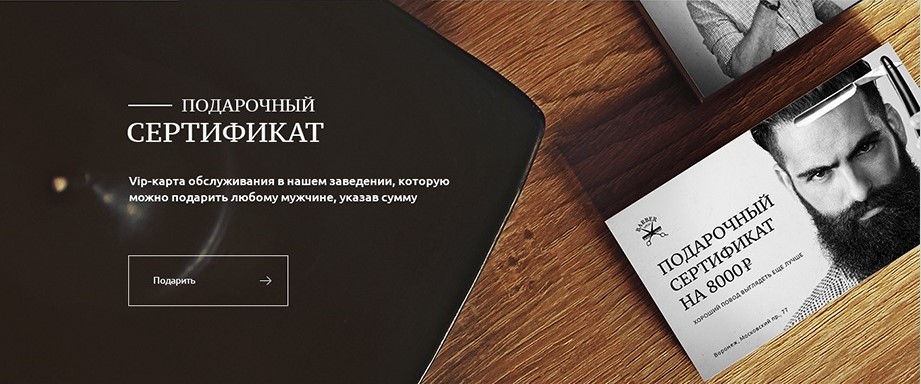 ПОДАРОЧНЫЙ
СЕРТИФИКАТ
Vip-карта обслуживания в нашем заведении, которую
можно подарить любому мужчине, указав сумму
Подарить
BARBER
ПОДАРОЧНЫЙ
СЕРТИФИКАТ
НА 8000 ₽
ХОРОШИЙ ПОВОД ВЫГЛЯДЕТЬ ЕЩЕ ЛУЧШЕ
Воронеж, Московский пр., 77